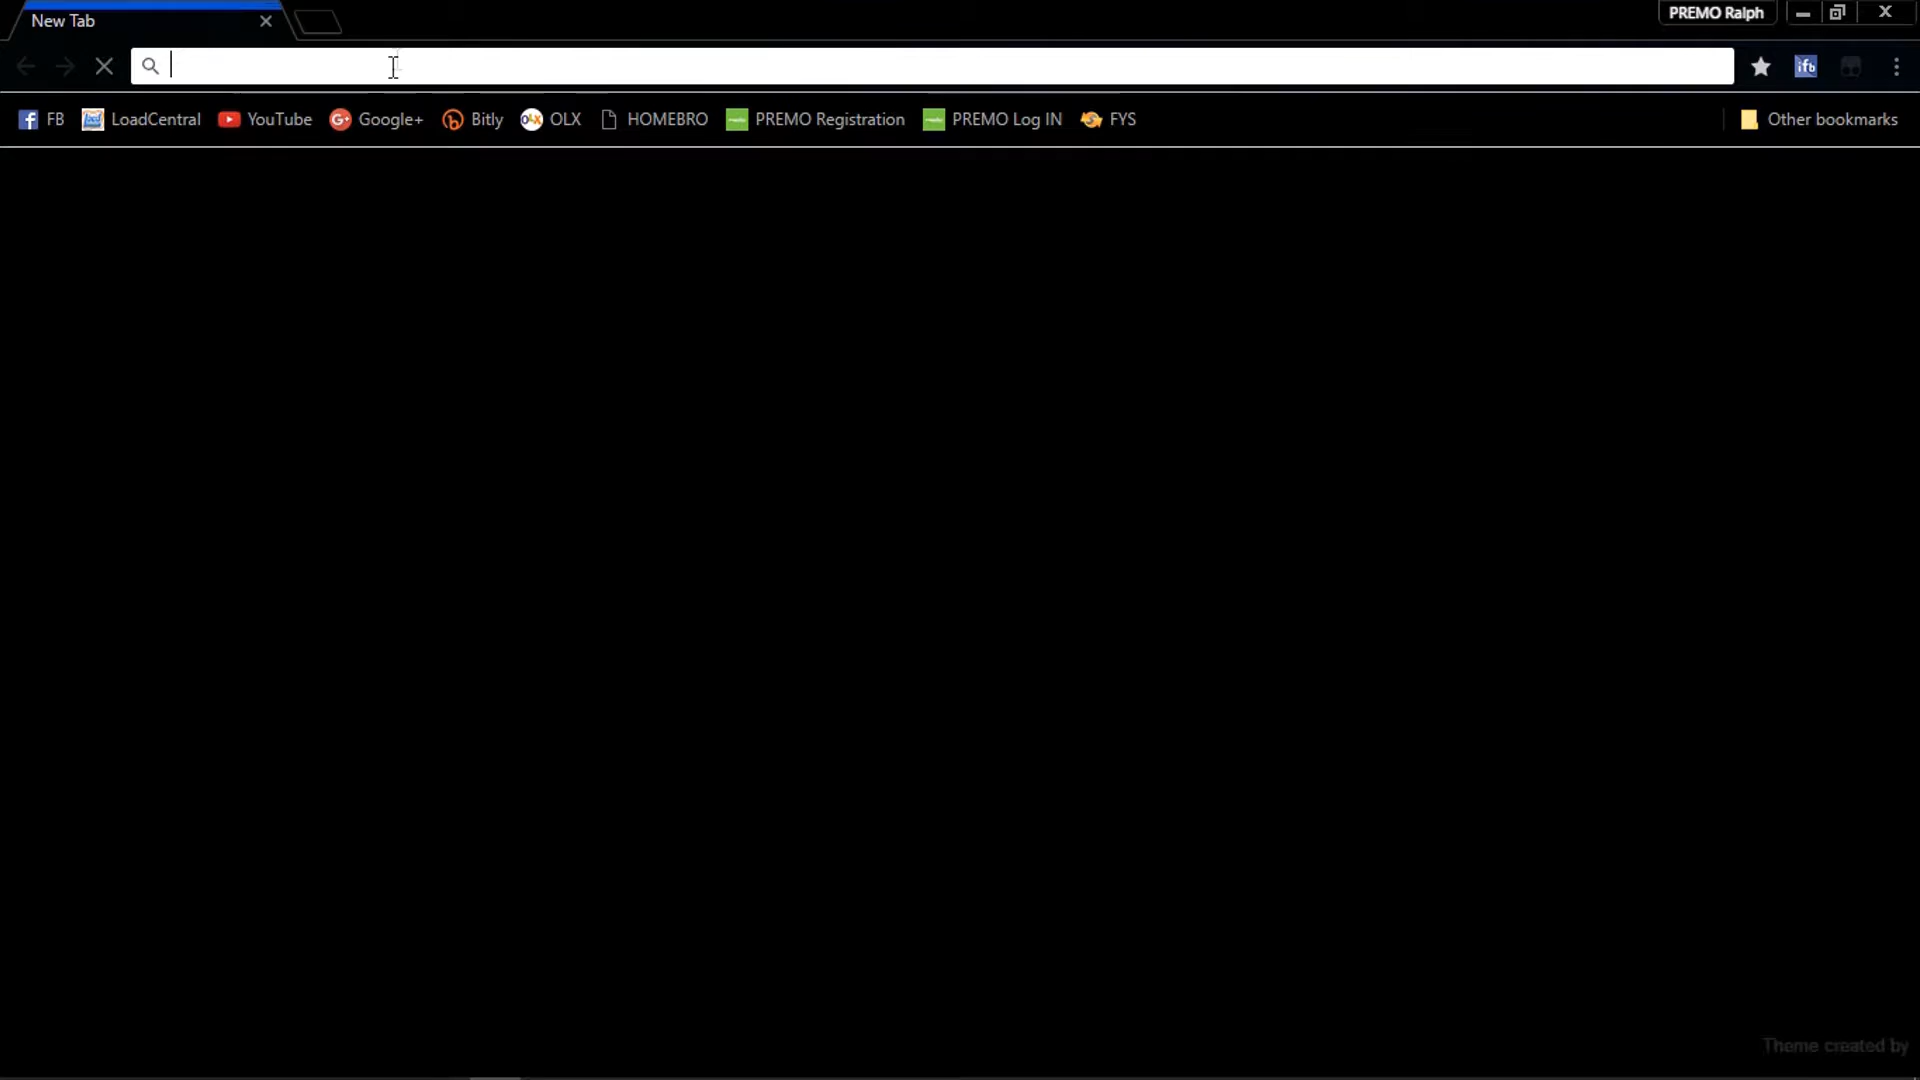 New Tab
PREMO Ralph
FB LoadCentral YouTube Google+ Bitly OLX HOMEBRO PREMO Registration PREMO Log IN FYS Other bookmarks
ifb
Theme created by